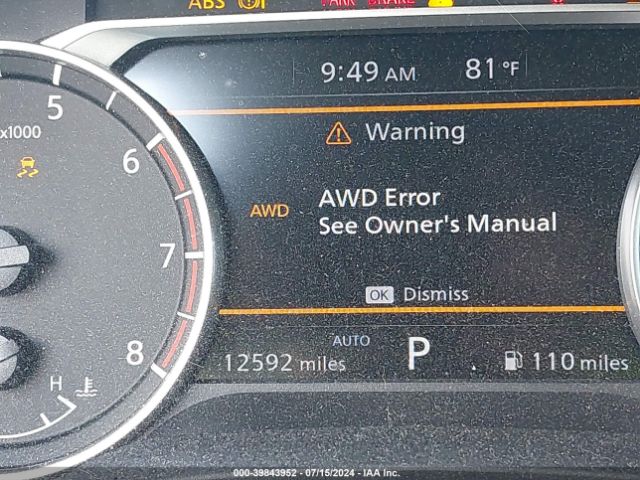 ABS PARK BRAKE
9:49 AM 81°F
5
x1000
Warning
6
AWD AWD Error
See Owner's Manual
7
OK Dismiss
AUTO
8 12592 miles P 110 miles
H
000-39843952 - 07/15/2024 - IAA Inc.